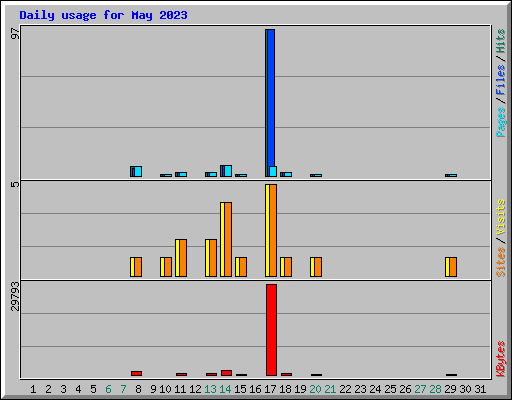 Daily usage for May 2023
97
5
29793
Pages / Files / Hits
Sites / Visits
KBytes
1 2 3 4 5 6 7 8 9 10 11 12 13 14 15 16 17 18 19 20 21 22 23 24 25 26 27 28 29 30 31